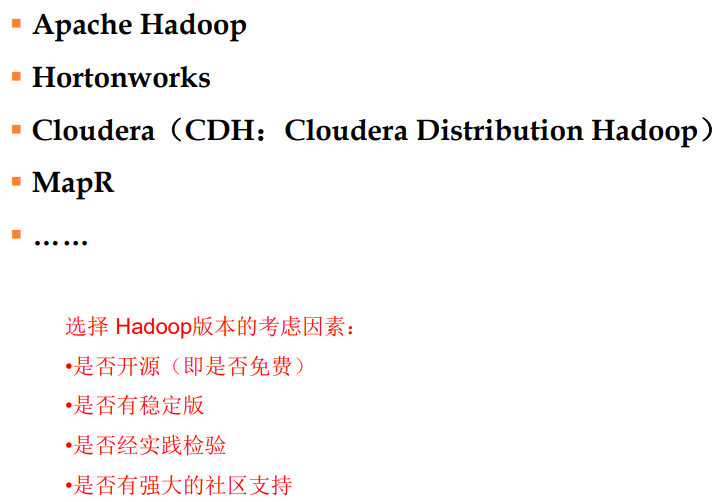 ▪ Apache Hadoop
▪ Hortonworks
▪ Cloudera（CDH：Cloudera Distribution Hadoop）
▪ MapR
▪ ……
选择 Hadoop版本的考虑因素：
•是否开源（即是否免费）
•是否有稳定版
•是否经实践检验
•是否有强大的社区支持